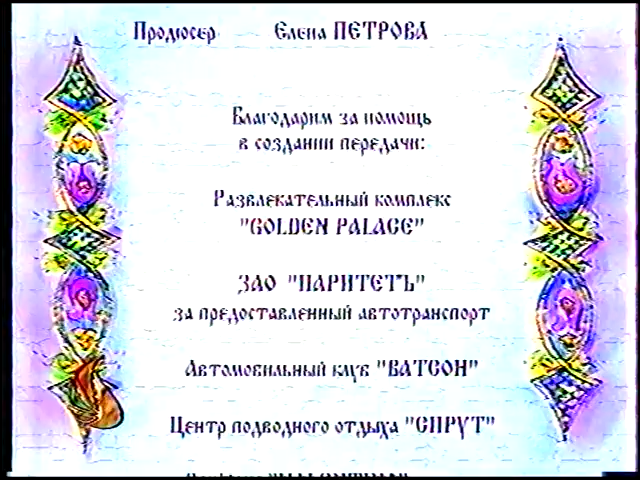 Продюсер Елена ПЕТРОВА
Благодарим за помощь
в создании передачи:
Развлекательный комплекс
"GOLDEN PALACE"
ЗАО "ПАРИТЕТЪ"
за предоставленный автотранспорт
Автомобильный клуб "ВАТСОН"
Центр подводного отдыха "СПРУТ"